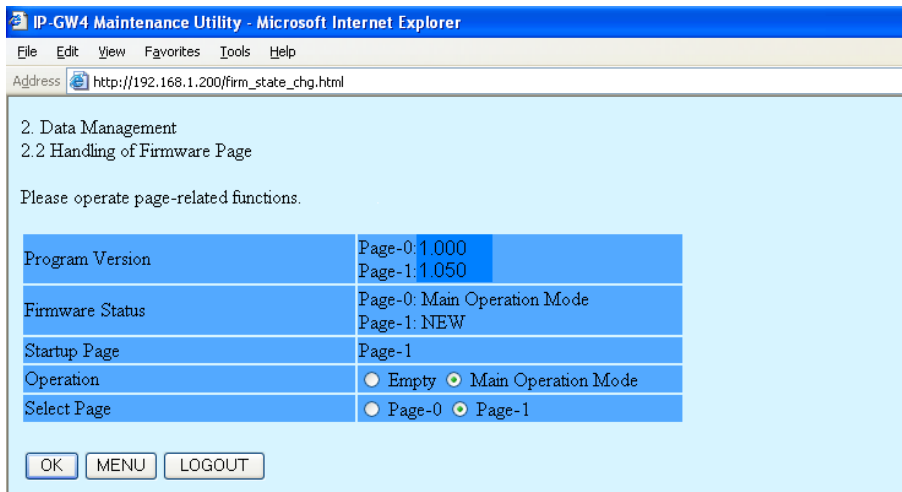 IP-GW4 Maintenance Utility - Microsoft Internet Explorer
File Edit View Favorites Tools Help
Address http://192.168.1.200/firm_state_chg.html
2. Data Management
2.2 Handling of Firmware Page
Please operate page-related functions.
Program Version
Page-0: 1.000
Page-1: 1.050
Firmware Status
Page-0: Main Operation Mode
Page-1: NEW
Startup Page Page-1
Operation Empty Main Operation Mode
Select Page Page-0 Page-1
OK MENU LOGOUT